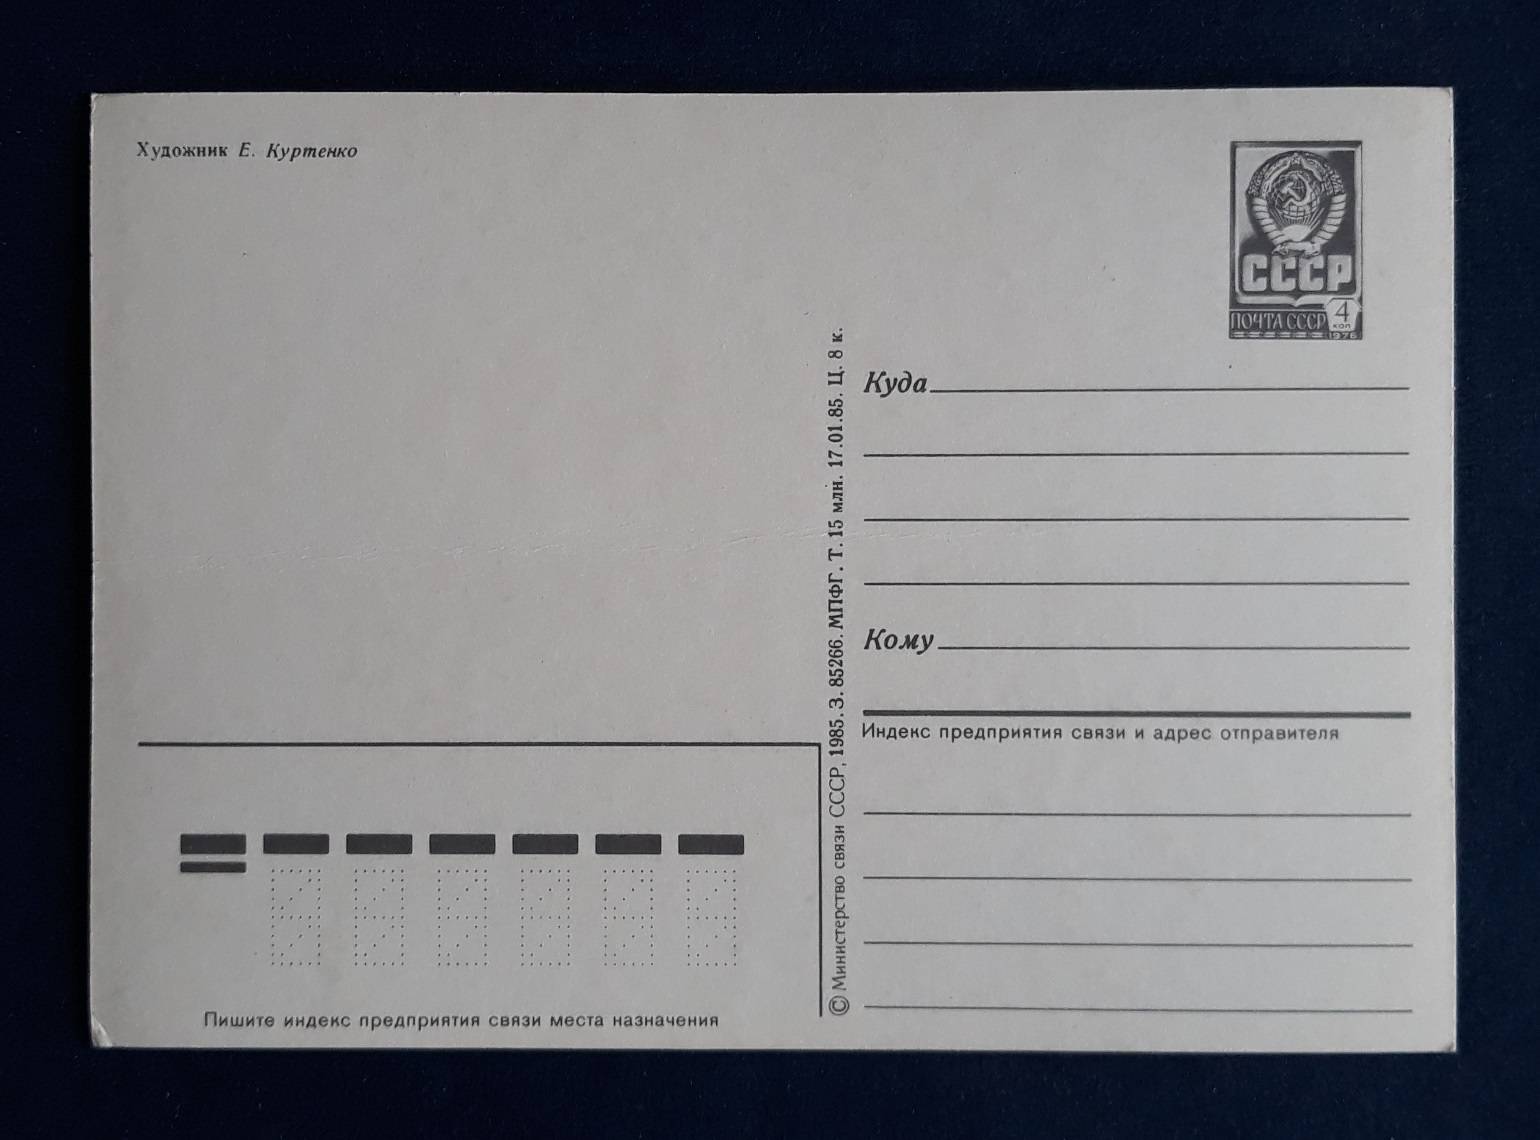 Художник Е. Куртенко
СССР
ПОЧТА СССР 4
коп
1976
Куда
Кому
Индекс предприятия связи и адрес отправителя
© Министерство связи СССР, 1985. З. 85266. МПФГ. Т. 15 млн. 17.01.85. Ц. 8 к.
Пишите индекс предприятия связи места назначения